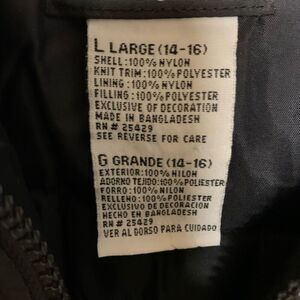 L LARGE (14-16)
SHELL: 100% NYLON
KNIT TRIM: 100% POLYESTER
LINING: 100% NYLON
FILLING: 100% POLYESTER
EXCLUSIVE OF DECORATION
MADE IN BANGLADESH
RN # 25429
SEE REVERSE FOR CARE
G GRANDE (14-16)
EXTERIOR: 100% NILON
ADORNO TEJIDO: 100% POLIESTER
FORRO: 100% NILON
RELLENO: 100% POLIESTER
EXCLUSIVO DE DECORACION
HECHO EN BANGLADESH
RN # 25429
VER AL DORSO PARA CUIDADO